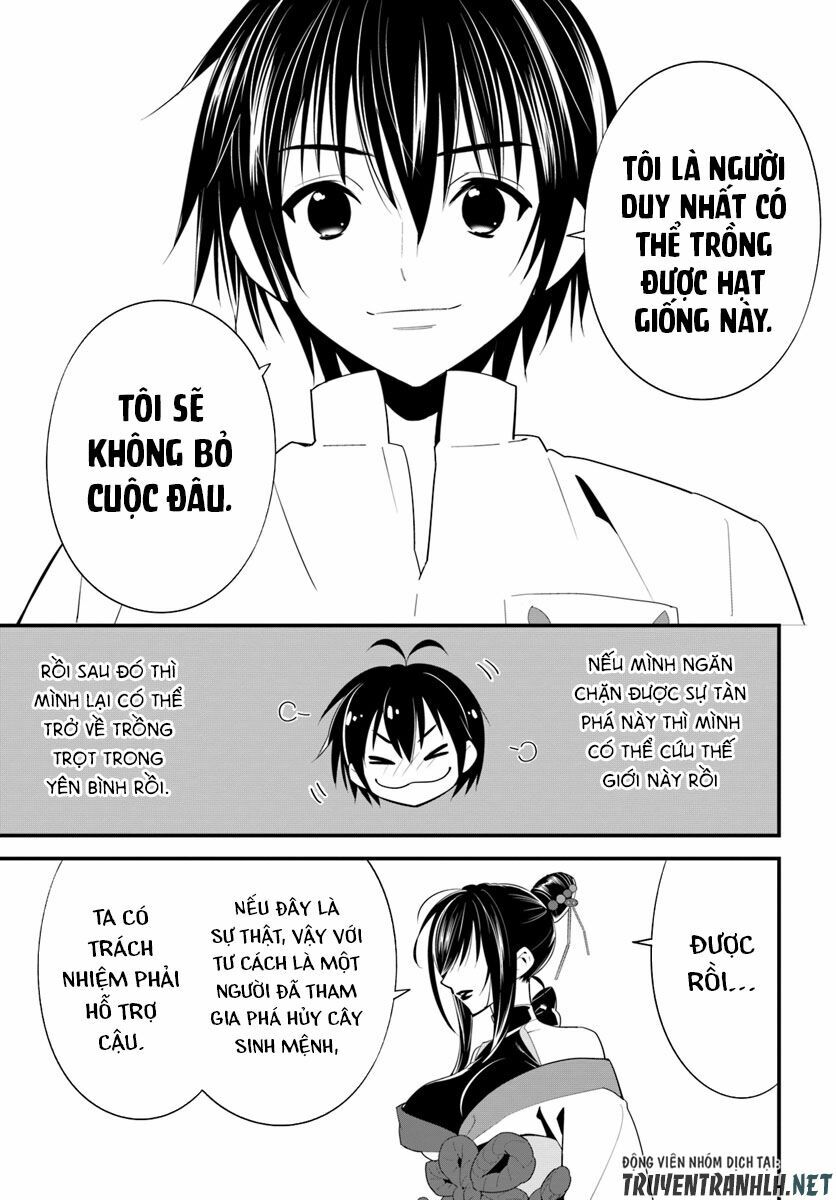 TÔI LÀ NGƯỜI
DUY NHẤT CÓ
THỂ TRỒNG
ĐƯỢC HẠT
GIỐNG NÀY.
TÔI SẼ
KHÔNG BỎ
CUỘC ĐÂU.
NẾU MÌNH NGĂN
CHẶN ĐƯỢC SỰ TÀN
PHÁ NÀY THÌ MÌNH
CÓ THỂ CỨU THẾ
GIỚI NÀY RỒI
RỒI SAU ĐÓ THÌ
MÌNH LẠI CÓ THỂ
TRỞ VỀ TRỒNG
TRỌT TRONG
YÊN BÌNH RỒI.
ĐƯỢC
RỒI...
NẾU ĐÂY LÀ
SỰ THẬT, VẬY VỚI
TƯ CÁCH LÀ MỘT
NGƯỜI ĐÃ THAM
GIA PHÁ HỦY CÂY
SINH MỆNH,
TA CÓ
TRÁCH
NHIỆM PHẢI
HỖ TRỢ
CẬU.
ĐỘNG VIÊN NHÓM DỊCH TẠI:
TRUYENTRANHLH.NET